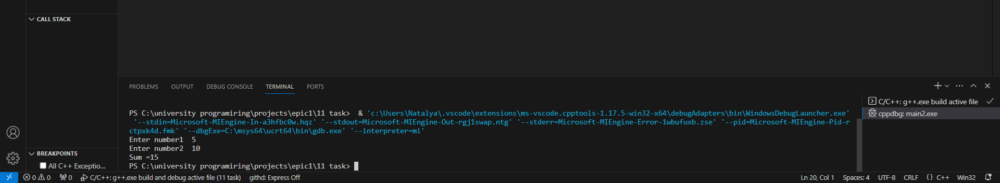 CALL STACK
PROBLEMS OUTPUT DEBUG CONSOLE TERMINAL PORTS
PS C:\university programiring\projects\epic1\11 task>  & 'c:\Users\Natalya\.vscode\extensions\ms-vscode.cpptools-1.17.5-win32-x64\debugAdapters\bin\WindowsDebugLauncher.exe'
'--stdin=Microsoft-MIEngine-In-a3hfbc0w.hqz' '--stdout=Microsoft-MIEngine-Out-rgj1swap.ntg' '--stderr=Microsoft-MIEngine-Error-1wbufuxb.zse' '--pid=Microsoft-MIEngine-Pid-r
ctpxk4d.fmk' '--dbgExe=C:\msys64\ucrt64\bin\gdb.exe' '--interpreter=mi'
Enter number1  5
Enter number2  10
Sum =15
PS C:\university programiring\projects\epic1\11 task>
C/C++: g++.exe build active file
cppdbg: main2.exe
BREAKPOINTS
All C++ Exceptio...
0 0 0 C/C++: g++.exe build and debug active file (11 task) githd: Express Off Ln 20, Col 1 Spaces: 4 UTF-8 CRLF {} C++ Win32